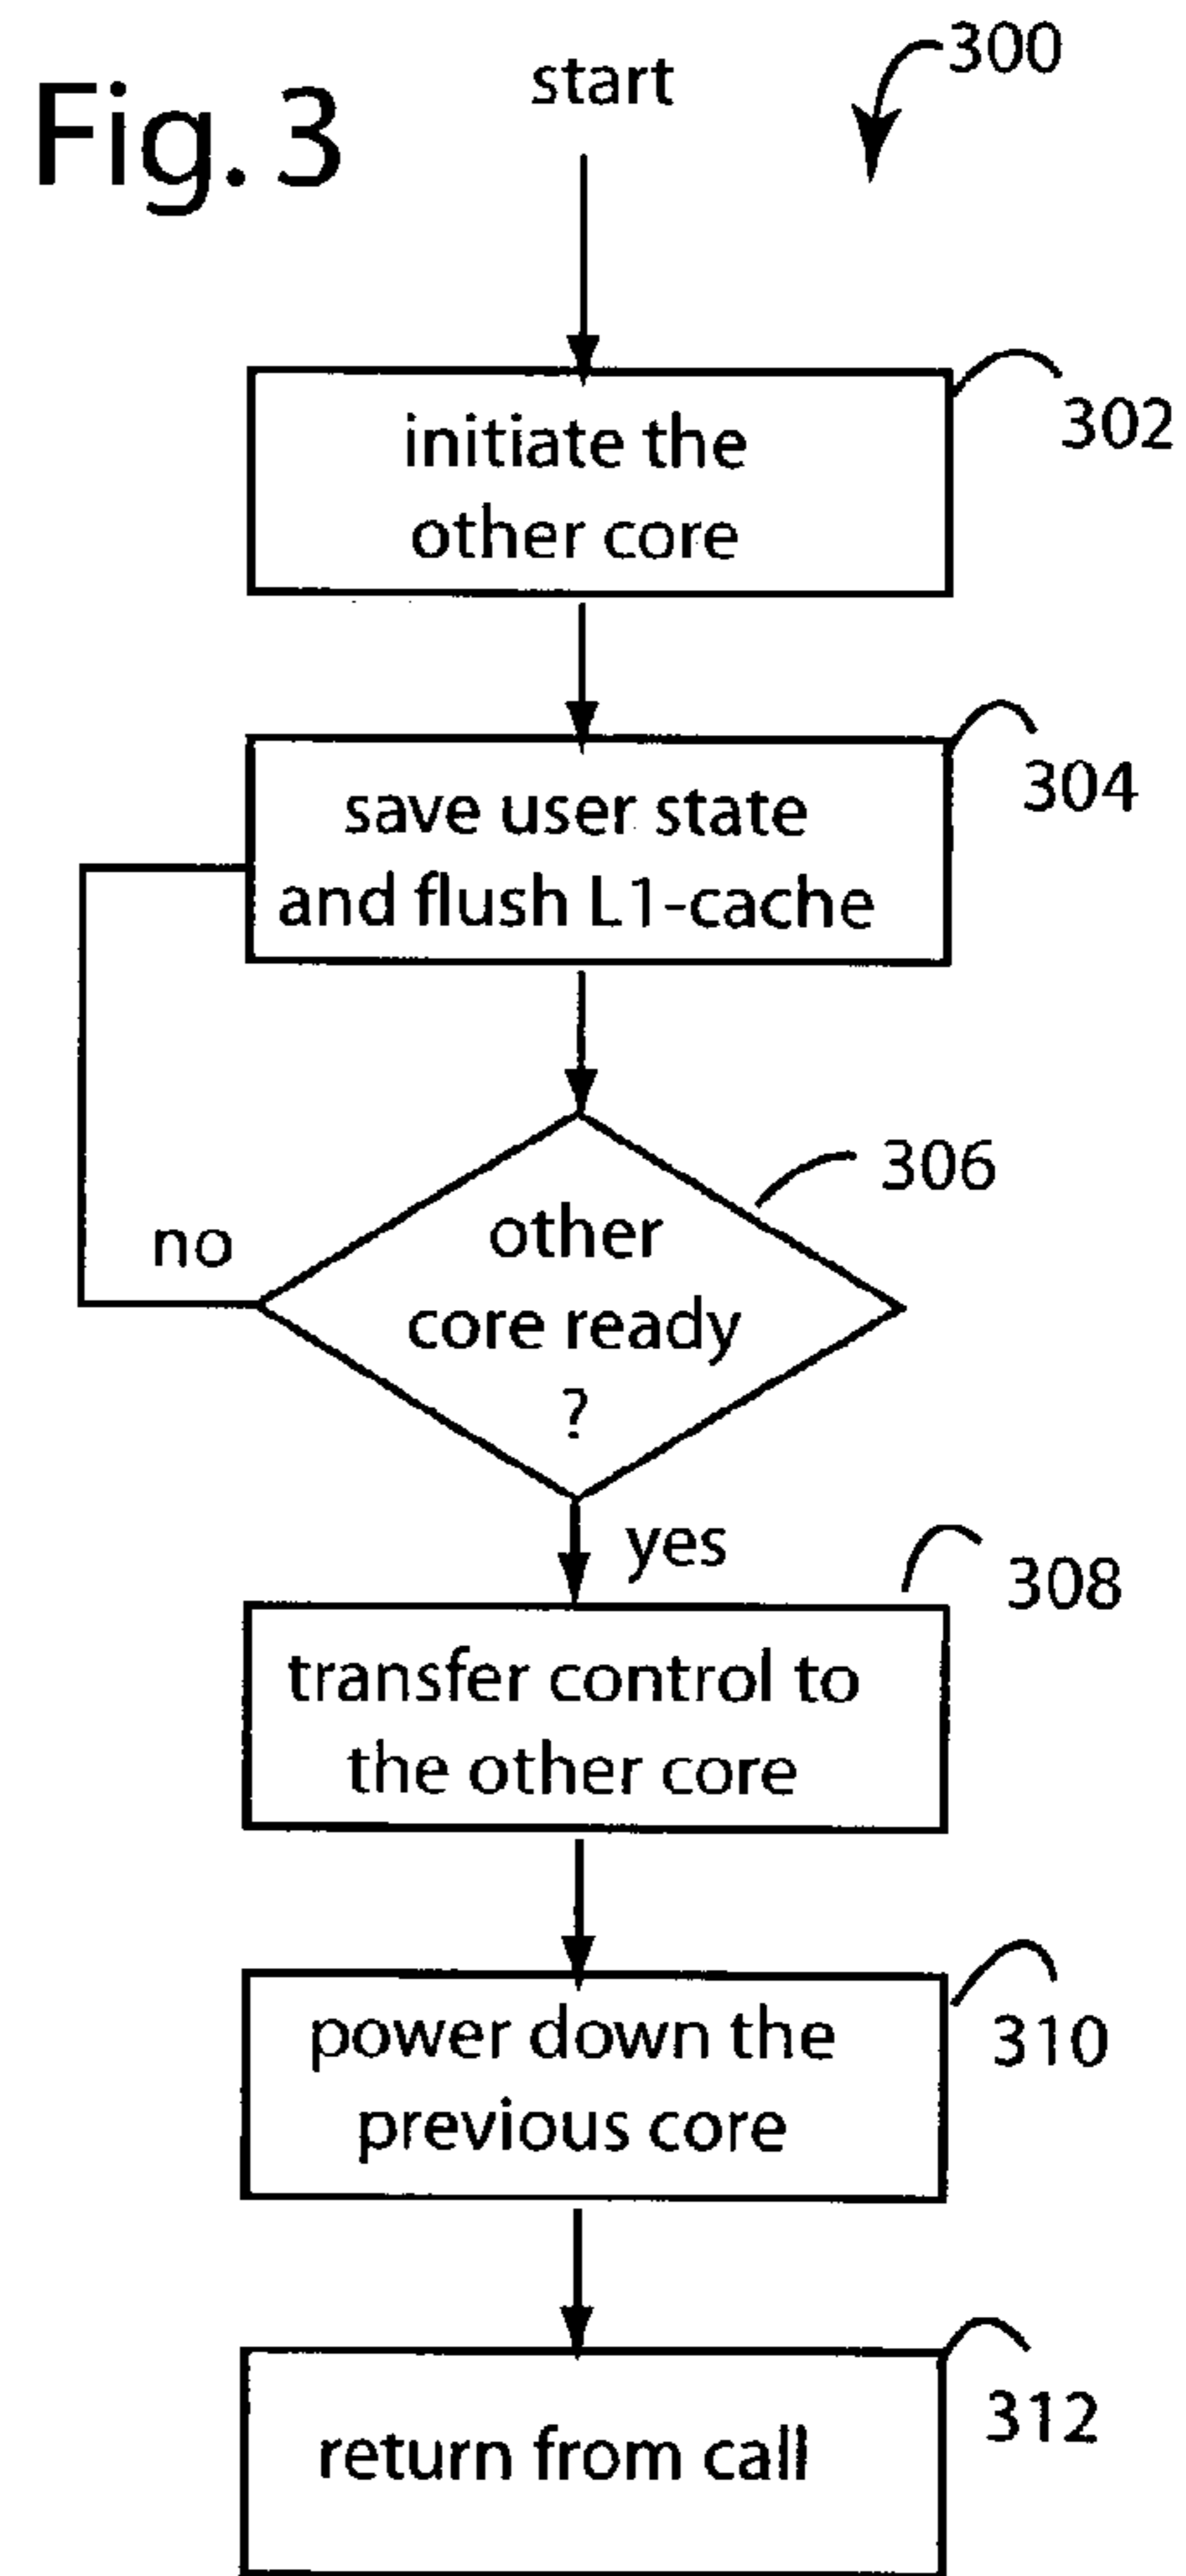 Fig. 3
start
300
initiate the
other core
302
save user state
and flush L1-cache
304
other
core ready
?
306
no
yes
transfer control to
the other core
308
power down the
previous core
310
return from call
312